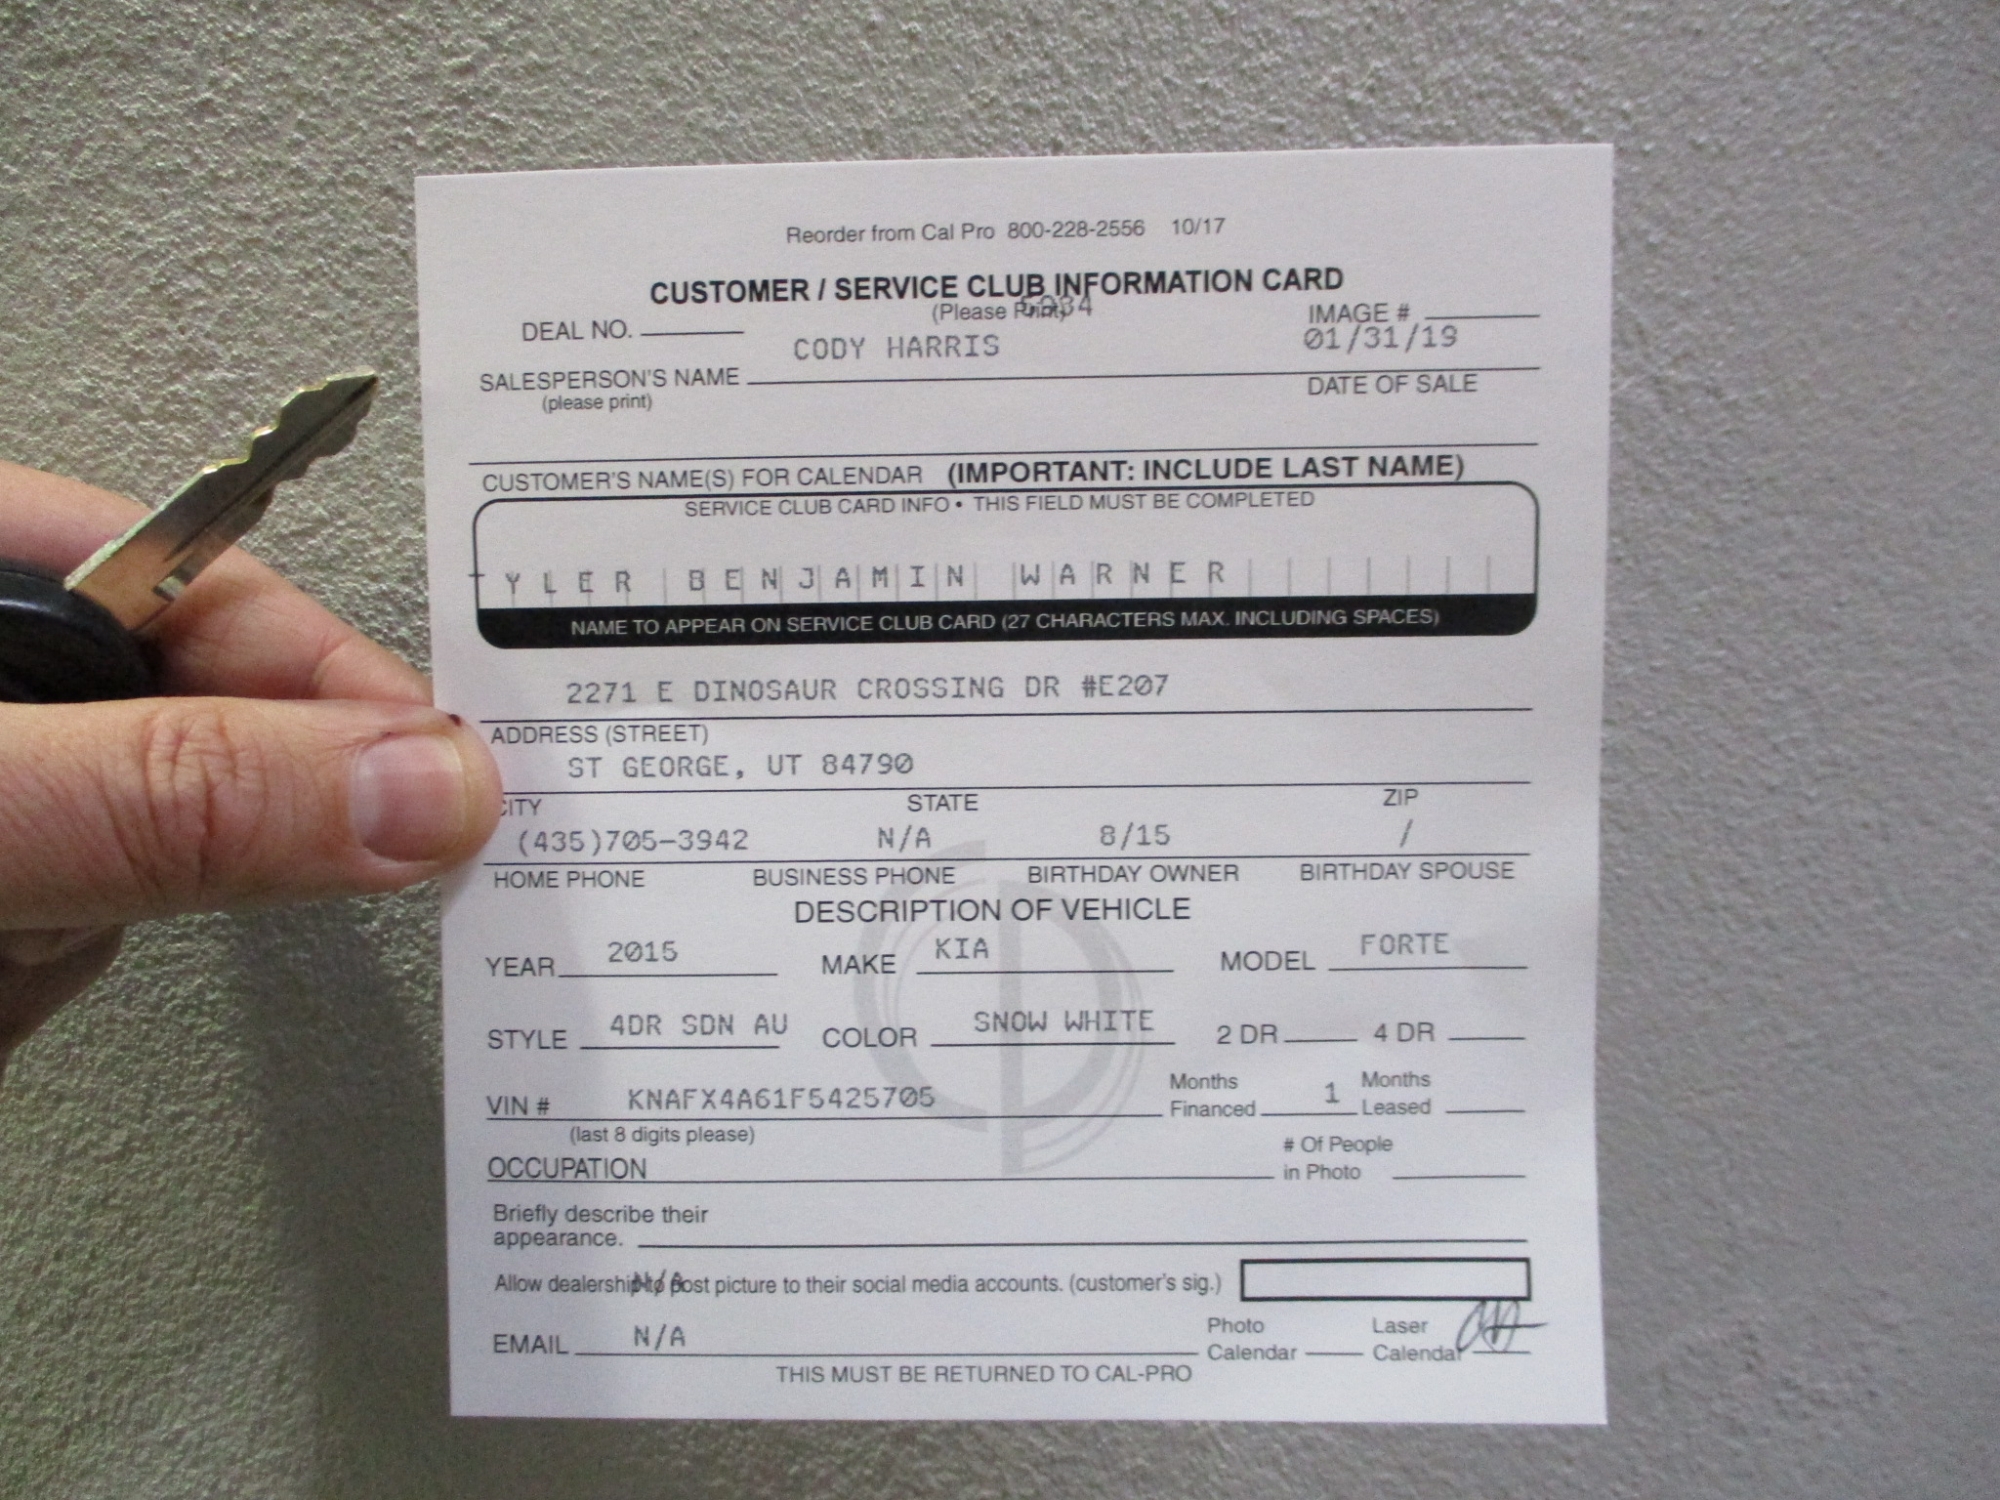 Reorder from Cal Pro 800-228-2556 10/17
CUSTOMER / SERVICE CLUB INFORMATION CARD
(Please Print)
DEAL NO. IMAGE #
CODY HARRIS 01/31/19
SALESPERSON'S NAME DATE OF SALE
(please print)
CUSTOMER'S NAME(S) FOR CALENDAR (IMPORTANT: INCLUDE LAST NAME)
SERVICE CLUB CARD INFO • THIS FIELD MUST BE COMPLETED
TYLER BENJAMIN WARNER
NAME TO APPEAR ON SERVICE CLUB CARD (27 CHARACTERS MAX. INCLUDING SPACES)
2271 E DINOSAUR CROSSING DR #E207
ADDRESS (STREET)
ST GEORGE, UT 84790
CITY STATE ZIP
(435)705-3942 N/A 8/15 /
HOME PHONE BUSINESS PHONE BIRTHDAY OWNER BIRTHDAY SPOUSE
DESCRIPTION OF VEHICLE
YEAR 2015 MAKE KIA MODEL FORTE
STYLE 4DR SDN AU COLOR SNOW WHITE 2 DR 4 DR
VIN # KNAFX4A61F5425705 Months Financed 1 Months Leased
(last 8 digits please)
OCCUPATION # Of People in Photo
Briefly describe their
appearance.
N/A
Allow dealership to post picture to their social media accounts. (customer's sig.)
EMAIL N/A Photo Calendar Laser Calendar
THIS MUST BE RETURNED TO CAL-PRO